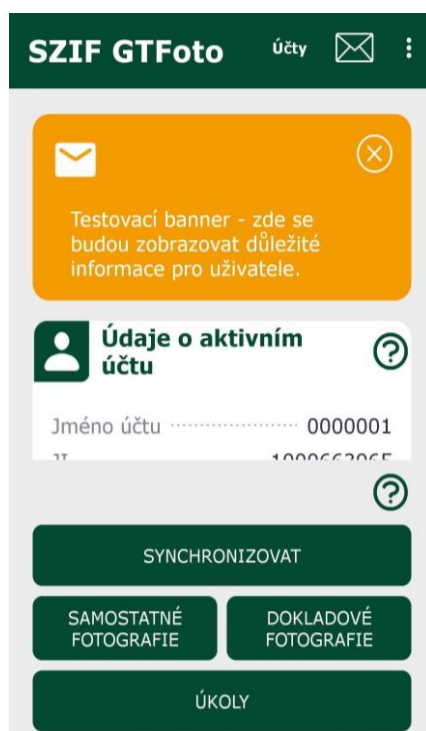 SZIF GTFoto Účty
Testovací banner - zde se
budou zobrazovat důležité
informace pro uživatele.
Údaje o aktivním
účtu
Jméno účtu 0000001
SYNCHRONIZOVAT
SAMOSTATNÉ
FOTOGRAFIE
DOKLADOVÉ
FOTOGRAFIE
ÚKOLY